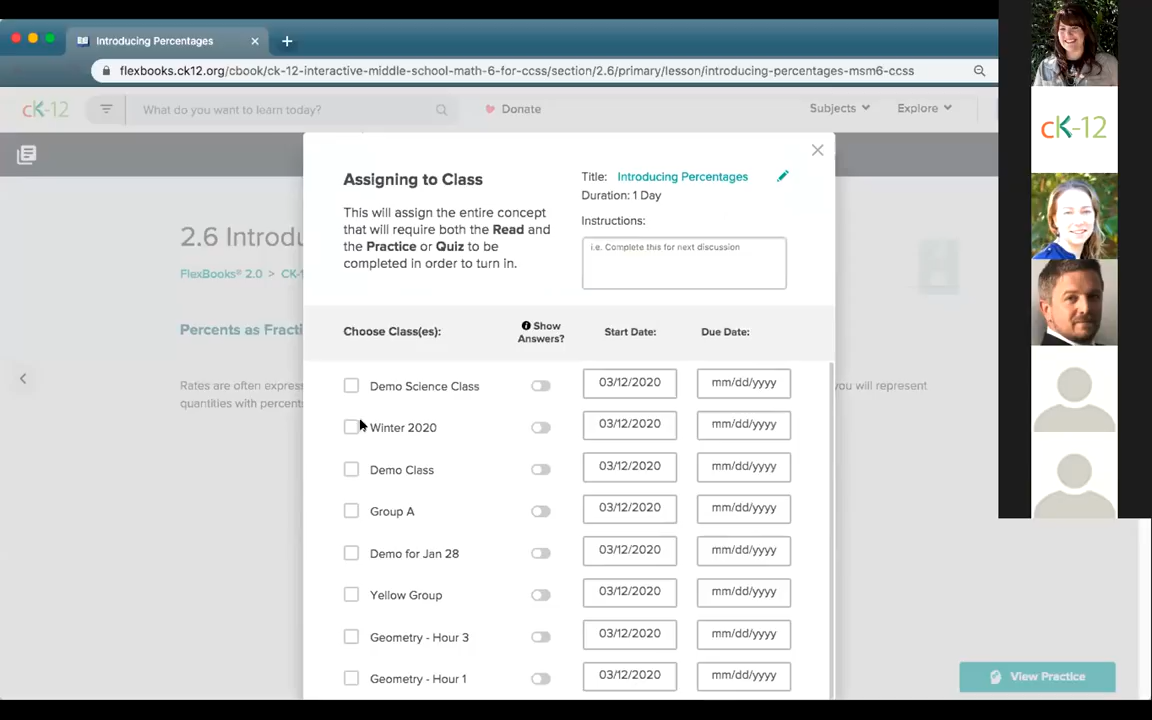 Introducing Percentages
flexbooks.ck12.org/cbook/ck-12-interactive-middle-school-math-6-for-ccss/section/2.6/primary/lesson/introducing-percentages-msm6-ccss
cK-12
What do you want to learn today?
Donate
Subjects
Explore
cK-12
Assigning to Class
This will assign the entire concept
that will require both the Read and
the Practice or Quiz to be
completed in order to turn in.
Title: Introducing Percentages
Duration: 1 Day
Instructions:
i.e. Complete this for next discussion
2.6 Introdu
FlexBooks® 2.0 > CK-1
Percents as Fracti
Rates are often expres
quantities with percent
you will represent
Choose Class(es):
Show
Answers?
Start Date:
Due Date:
Demo Science Class 03/12/2020 mm/dd/yyyy
Winter 2020 03/12/2020 mm/dd/yyyy
Demo Class 03/12/2020 mm/dd/yyyy
Group A 03/12/2020 mm/dd/yyyy
Demo for Jan 28 03/12/2020 mm/dd/yyyy
Yellow Group 03/12/2020 mm/dd/yyyy
Geometry - Hour 3 03/12/2020 mm/dd/yyyy
Geometry - Hour 1 03/12/2020 mm/dd/yyyy
View Practice